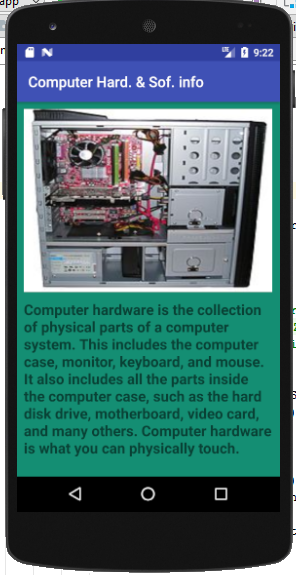 app
LTE 9:22
Computer Hard. & Sof. info
Computer hardware is the collection
of physical parts of a computer
system. This includes the computer
case, monitor, keyboard, and mouse.
It also includes all the parts inside
the computer case, such as the hard
disk drive, motherboard, video card,
and many others. Computer hardware
is what you can physically touch.